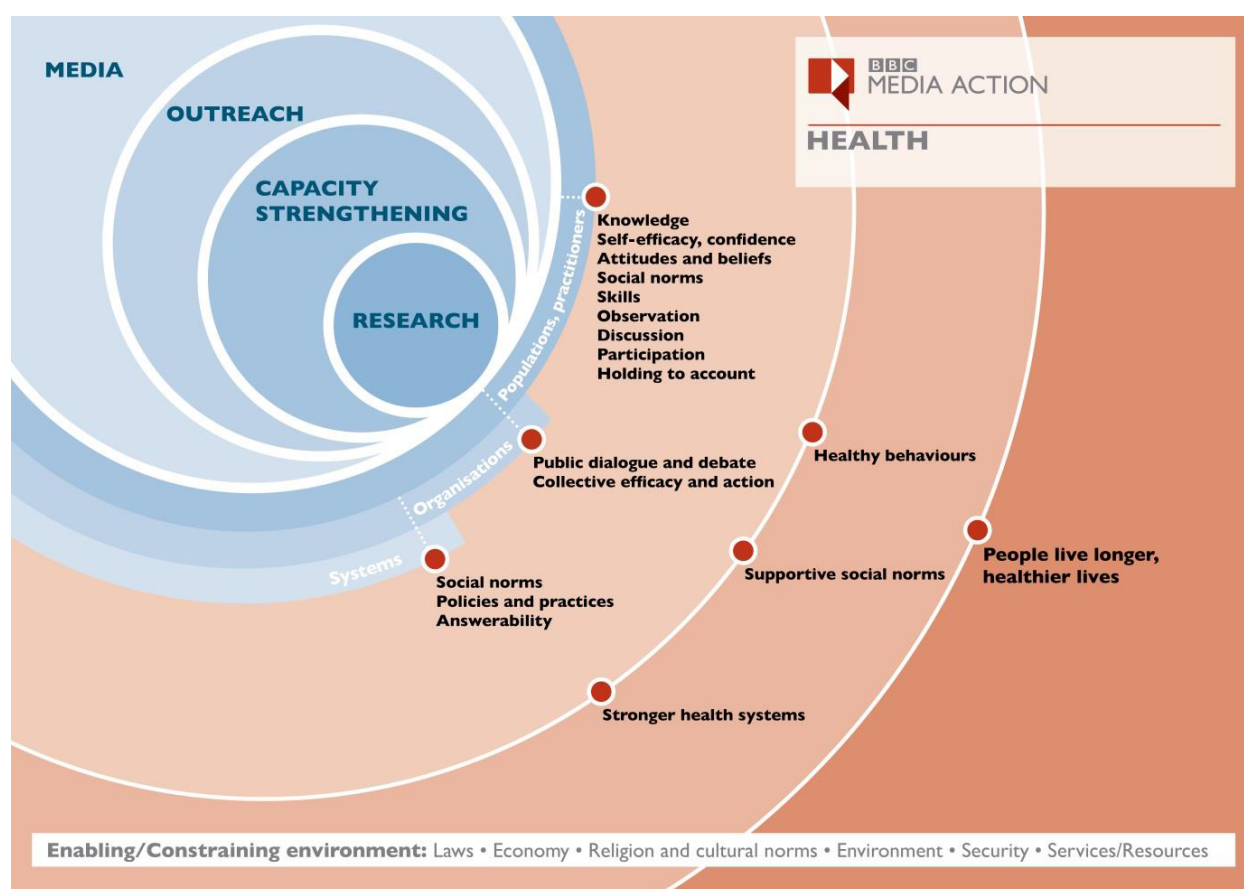 MEDIA
OUTREACH
CAPACITY
STRENGTHENING
RESEARCH
BBC
MEDIA ACTION
HEALTH
Populations, practitioners
Knowledge
Self-efficacy, confidence
Attitudes and beliefs
Social norms
Skills
Observation
Discussion
Participation
Holding to account
Organisations
Public dialogue and debate
Collective efficacy and action
Systems
Social norms
Policies and practices
Answerability
Healthy behaviours
Supportive social norms
Stronger health systems
People live longer,
healthier lives
Enabling/Constraining environment: Laws • Economy • Religion and cultural norms • Environment • Security • Services/Resources